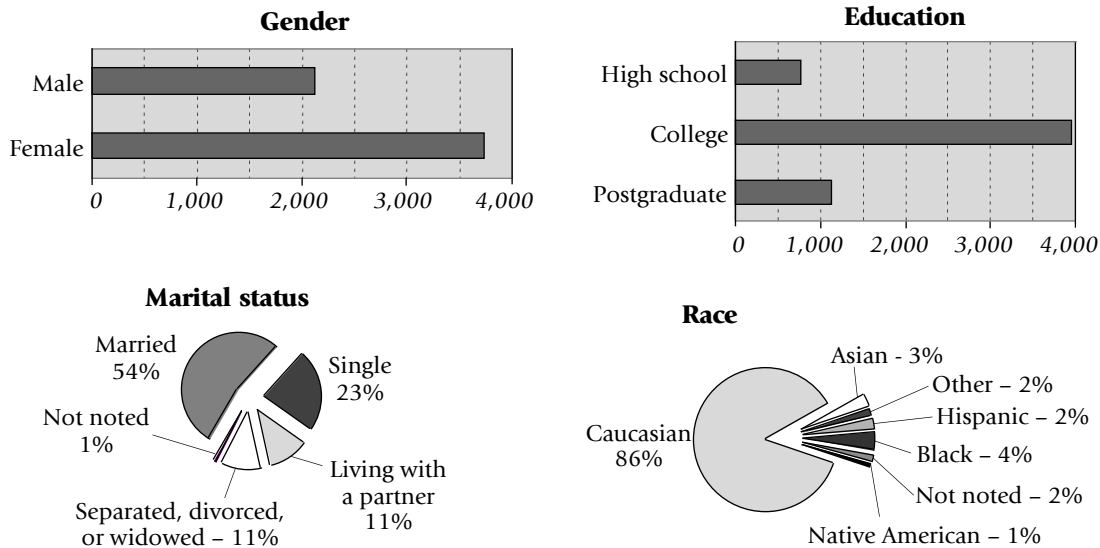 Gender
Male
Female
0 1,000 2,000 3,000 4,000
Education
High school
College
Postgraduate
0 1,000 2,000 3,000 4,000
Marital status
Married
54%
Single
23%
Not noted
1%
Living with
a partner
11%
Separated, divorced,
or widowed – 11%
Race
Asian - 3%
Other – 2%
Hispanic – 2%
Caucasian
86%
Black – 4%
Not noted – 2%
Native American – 1%